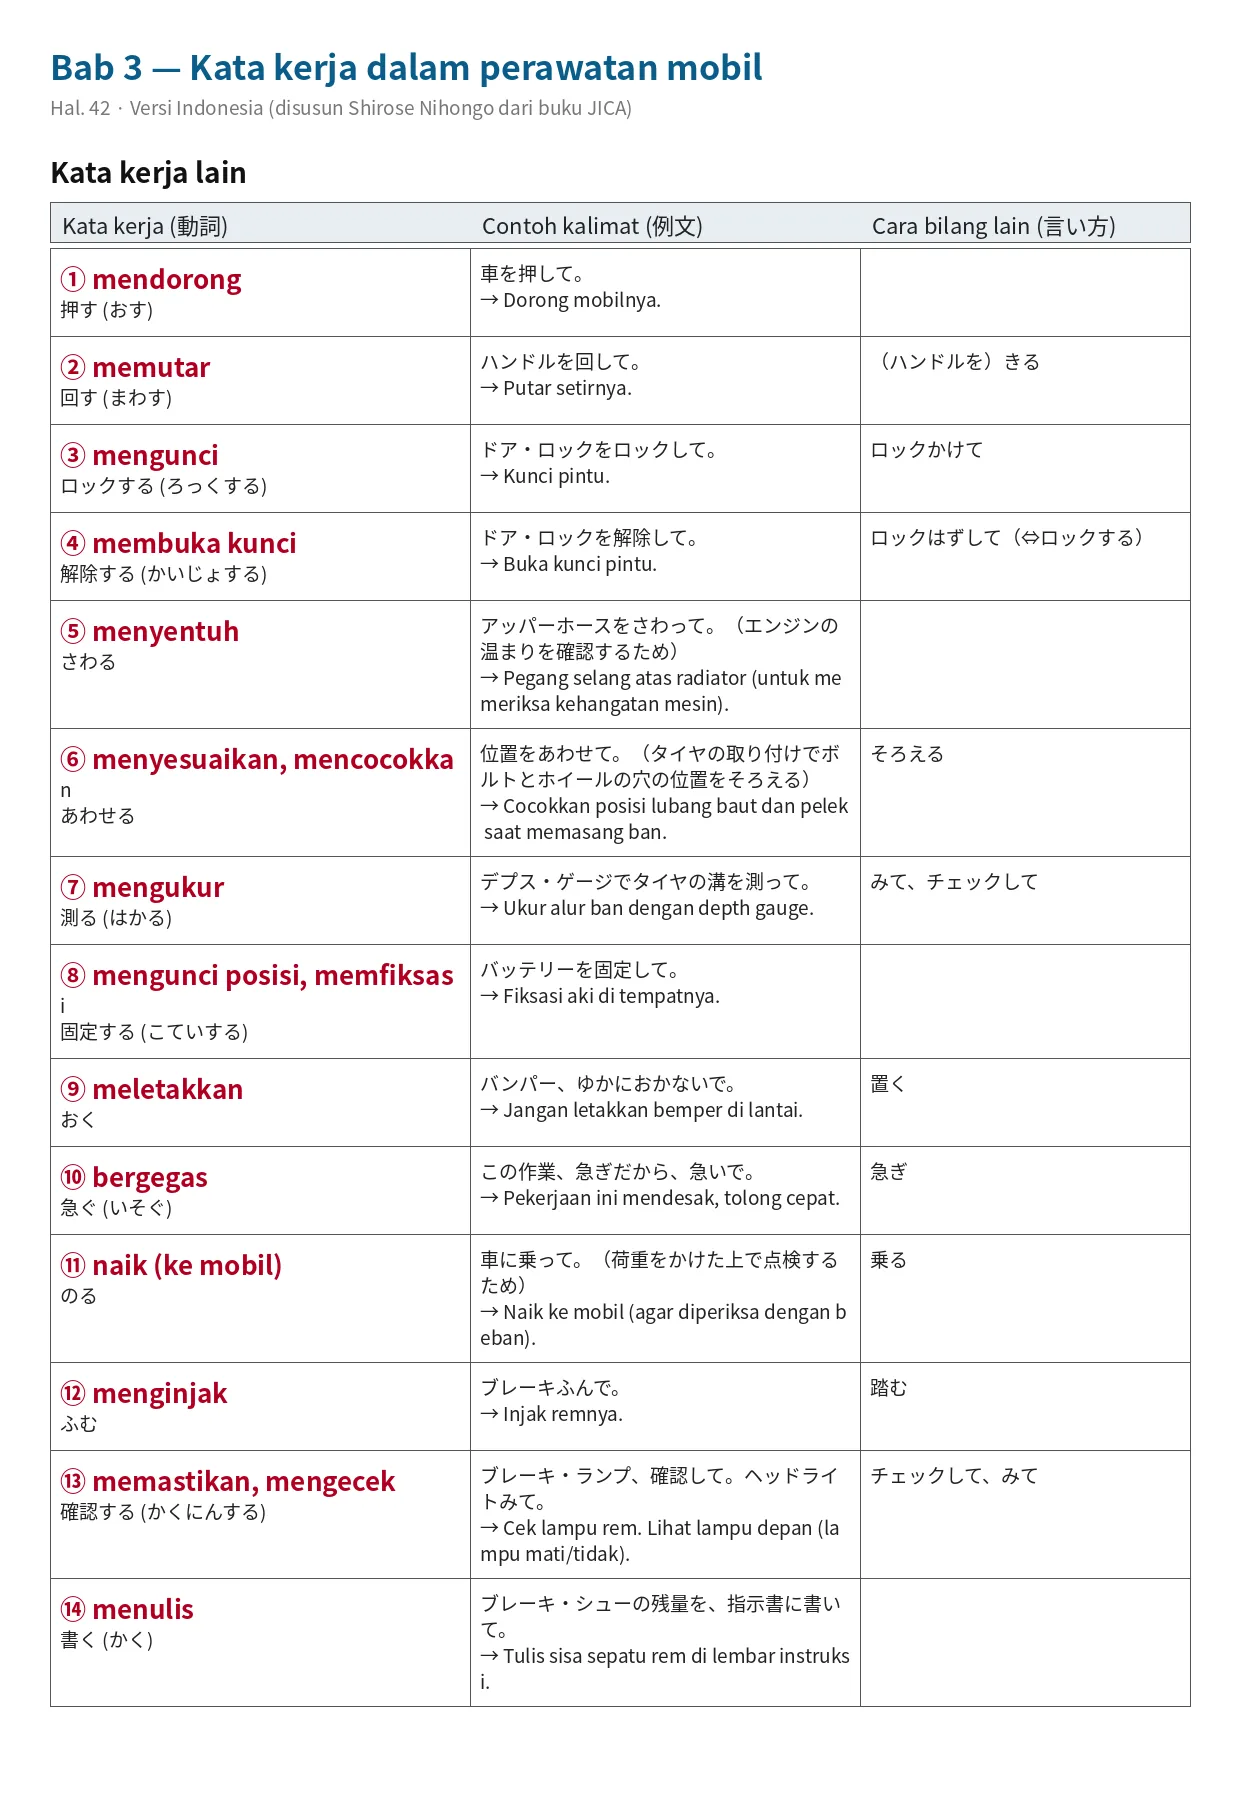 Bab 3 — Kata kerja dalam perawatan mobil
Hal. 42 · Versi Indonesia (disusun Shirose Nihongo dari buku JICA)
Kata kerja lain
Kata kerja (動詞)
Contoh kalimat (例文)
Cara bilang lain (言い方)
① mendorong
押す (おす)
車を押して。
→ Dorong mobilnya.
② memutar
回す (まわす)
ハンドルを回して。
→ Putar setirnya.
（ハンドルを）きる
③ mengunci
ロックする (ろっくする)
ドア・ロックをロックして。
→ Kunci pintu.
ロックかけて
④ membuka kunci
解除する (かいじょする)
ドア・ロックを解除して。
→ Buka kunci pintu.
ロックはずして（⇔ロックする）
⑤ menyentuh
さわる
アッパーホースをさわって。（エンジンの
温まりを確認するため）
→ Pegang selang atas radiator (untuk me
meriksa kehangatan mesin).
⑥ menyesuaikan, mencocokka
n
あわせる
位置をあわせて。（タイヤの取り付けでボ
ルトとホイールの穴の位置をそろえる）
→ Cocokkan posisi lubang baut dan pelek
saat memasang ban.
そろえる
⑦ mengukur
測る (はかる)
デプス・ゲージでタイヤの溝を測って。
→ Ukur alur ban dengan depth gauge.
みて、チェックして
⑧ mengunci posisi, memfiksas
i
固定する (こていする)
バッテリーを固定して。
→ Fiksasi aki di tempatnya.
⑨ meletakkan
おく
バンパー、ゆかにおかないで。
→ Jangan letakkan bemper di lantai.
置く
⑩ bergegas
急ぐ (いそぐ)
この作業、急ぎだから、急いで。
→ Pekerjaan ini mendesak, tolong cepat.
急ぎ
⑪ naik (ke mobil)
のる
車に乗って。（荷重をかけた上で点検する
ため）
→ Naik ke mobil (agar diperiksa dengan b
eban).
乗る
⑫ menginjak
ふむ
ブレーキふんで。
→ Injak remnya.
踏む
⑬ memastikan, mengecek
確認する (かくにんする)
ブレーキ・ランプ、確認して。ヘッドライ
トみて。
→ Cek lampu rem. Lihat lampu depan (la
mpu mati/tidak).
チェックして、みて
⑭ menulis
書く (かく)
ブレーキ・シューの残量を、指示書に書い
て。
→ Tulis sisa sepatu rem di lembar instruks
i.